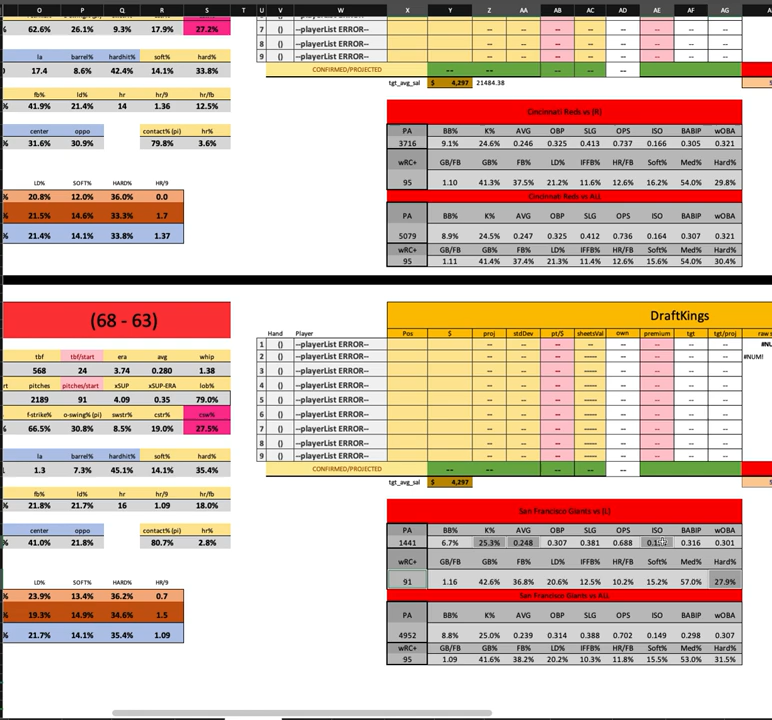 O P Q R S T U V W X Y Z AA AB AC AD AE AF AG
62.6% 26.1% 9.3% 17.9% 27.2%
7 () --playerList ERROR-- -- -- -- -- -- -- -- -- --
8 () --playerList ERROR-- -- -- -- -- -- -- -- -- --
9 () --playerList ERROR-- -- -- -- -- -- -- -- -- --
CONFIRMED/PROJECTED -- -- --
tgt_avg_sal $ 4,297 21484.38
la barrel% hardhit% soft% hard%
17.4 8.6% 42.4% 14.1% 33.8%
fb% ld% hr hr/9 hr/fb
41.9% 21.4% 14 1.36 12.5%
center oppo contact% (pi) hr%
31.6% 30.9% 79.8% 3.6%
LD% SOFT% HARD% HR/9
20.8% 12.0% 36.0% 0.0
21.5% 14.6% 33.3% 1.7
21.4% 14.1% 33.8% 1.37
Cincinnati Reds vs [R]
PA BB% K% AVG OBP SLG OPS ISO BABIP wOBA
3716 9.1% 24.6% 0.246 0.325 0.413 0.737 0.166 0.305 0.321
wRC+ GB/FB GB% FB% LD% IFFB% HR/FB Soft% Med% Hard%
95 1.10 41.3% 37.5% 21.2% 11.6% 12.6% 16.2% 54.0% 29.8%
Cincinnati Reds vs ALL
PA BB% K% AVG OBP SLG OPS ISO BABIP wOBA
5079 8.9% 24.5% 0.247 0.325 0.412 0.736 0.164 0.307 0.321
wRC+ GB/FB GB% FB% LD% IFFB% HR/FB Soft% Med% Hard%
95 1.11 41.4% 37.4% 21.3% 11.4% 12.6% 15.6% 54.0% 30.4%
(68 - 63)
DraftKings
Hand Player Pos $ proj stdDev pt/$ sheetsVal own premium tgt tgt/proj raw
1 () --playerList ERROR-- -- -- -- -- -- -- -- -- -- #NU
2 () --playerList ERROR-- -- -- -- ----- -- -- -- -- #NUM!
3 () --playerList ERROR-- -- -- -- ----- -- -- -- --
4 () --playerList ERROR-- -- -- -- ----- -- -- -- --
5 () --playerList ERROR-- -- -- -- ----- -- -- -- --
6 () --playerList ERROR-- -- -- -- ----- -- -- -- --
7 () --playerList ERROR-- -- -- -- ----- -- -- -- --
8 () --playerList ERROR-- -- -- -- ----- -- -- -- --
9 () --playerList ERROR-- -- -- -- ----- -- -- -- --
CONFIRMED/PROJECTED -- -- --
tgt_avg_sal $ 4,297
tbf tbf/start era avg whip
568 24 3.74 0.280 1.38
pitches pitches/start xSUP xSUP-ERA lob%
2189 91 4.09 0.35 79.0%
f-strike% o-swing% (pi) swstr% cstr% csw%
66.5% 30.8% 8.5% 19.0% 27.5%
la barrel% hardhit% soft% hard%
1.3 7.3% 45.1% 14.1% 35.4%
fb% ld% hr hr/9 hr/fb
21.8% 21.7% 16 1.09 18.0%
center oppo contact% (pi) hr%
41.0% 21.8% 80.7% 2.8%
LD% SOFT% HARD% HR/9
23.9% 13.4% 36.2% 0.7
19.3% 14.9% 34.6% 1.5
21.7% 14.1% 35.4% 1.09
San Francisco Giants vs [L]
PA BB% K% AVG OBP SLG OPS ISO BABIP wOBA
1441 6.7% 25.3% 0.248 0.307 0.381 0.688 0.316 0.301
wRC+ GB/FB GB% FB% LD% IFFB% HR/FB Soft% Med% Hard%
91 1.16 42.6% 36.8% 20.6% 12.5% 10.2% 15.2% 57.0% 27.9%
San Francisco Giants vs ALL
PA BB% K% AVG OBP SLG OPS ISO BABIP wOBA
4952 8.8% 25.0% 0.239 0.314 0.388 0.702 0.149 0.298 0.307
wRC+ GB/FB GB% FB% LD% IFFB% HR/FB Soft% Med% Hard%
95 1.09 41.6% 38.2% 20.2% 10.3% 11.8% 15.5% 53.0% 31.5%